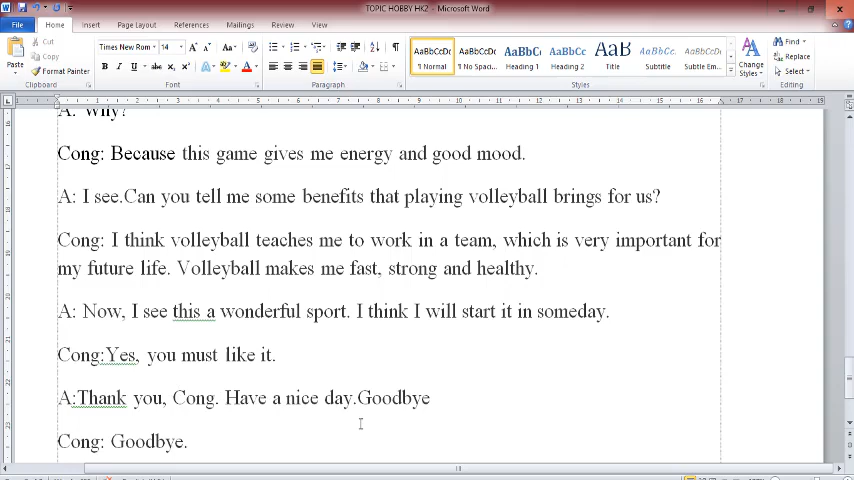 TOPIC HOBBY HK2 – Microsoft Word
File Home Insert Page Layout References Mailings Review View
Cut
Copy
Format Painter
Paste
Clipboard
Times New Rom 14
Font
Paragraph
AaBbCcDc AaBbCcDc AaBbCc AaBbCc AaB AaBbCc. AaBbCcDc
¶ Normal ¶ No Spaci... Heading 1 Heading 2 Title Subtitle Subtle Em...
Change Styles
Styles
Find
Replace
Select
Editing
A: Why?
Cong: Because this game gives me energy and good mood.
A: I see.Can you tell me some benefits that playing volleyball brings for us?
Cong: I think volleyball teaches me to work in a team, which is very important for
my future life. Volleyball makes me fast, strong and healthy.
A: Now, I see this a wonderful sport. I think I will start it in someday.
Cong:Yes, you must like it.
A:Thank you, Cong. Have a nice day.Goodbye
Cong: Goodbye.